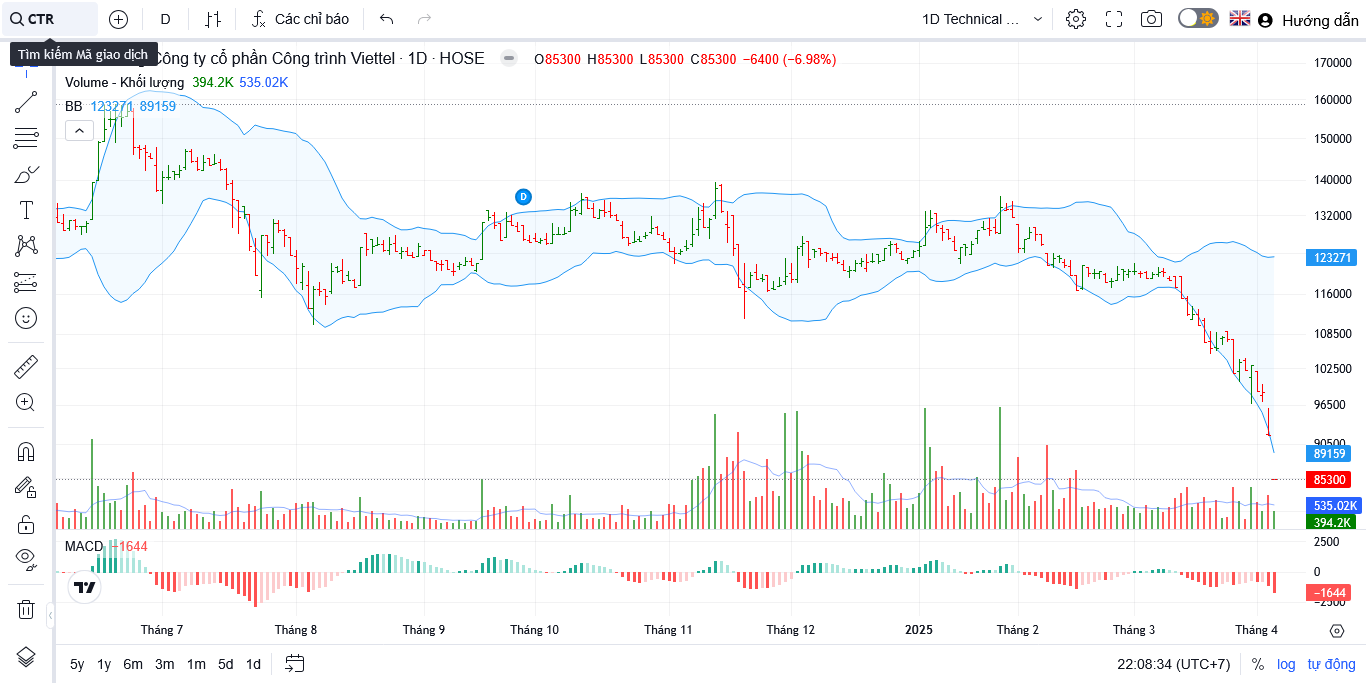 CTR
D
Các chỉ báo
1D Technical ...
Hướng dẫn
Tìm kiếm Mã giao dịch
Công ty cổ phần Công trình Viettel · 1D · HOSE
O85300 H85300 L85300 C85300 −6400 (−6.98%)
Volume - Khối lượng 394.2K 535.02K
BB 123271 89159
D
170000
160000
150000
140000
132000
123271
116000
108500
102500
96500
90500
89159
85300
535.02K
394.2K
MACD −1644
2500
0
−1644
−2500
Tháng 7 Tháng 8 Tháng 9 Tháng 10 Tháng 11 Tháng 12 2025 Tháng 2 Tháng 3 Tháng 4
5y 1y 6m 3m 1m 5d 1d
22:08:34 (UTC+7) % log tự động